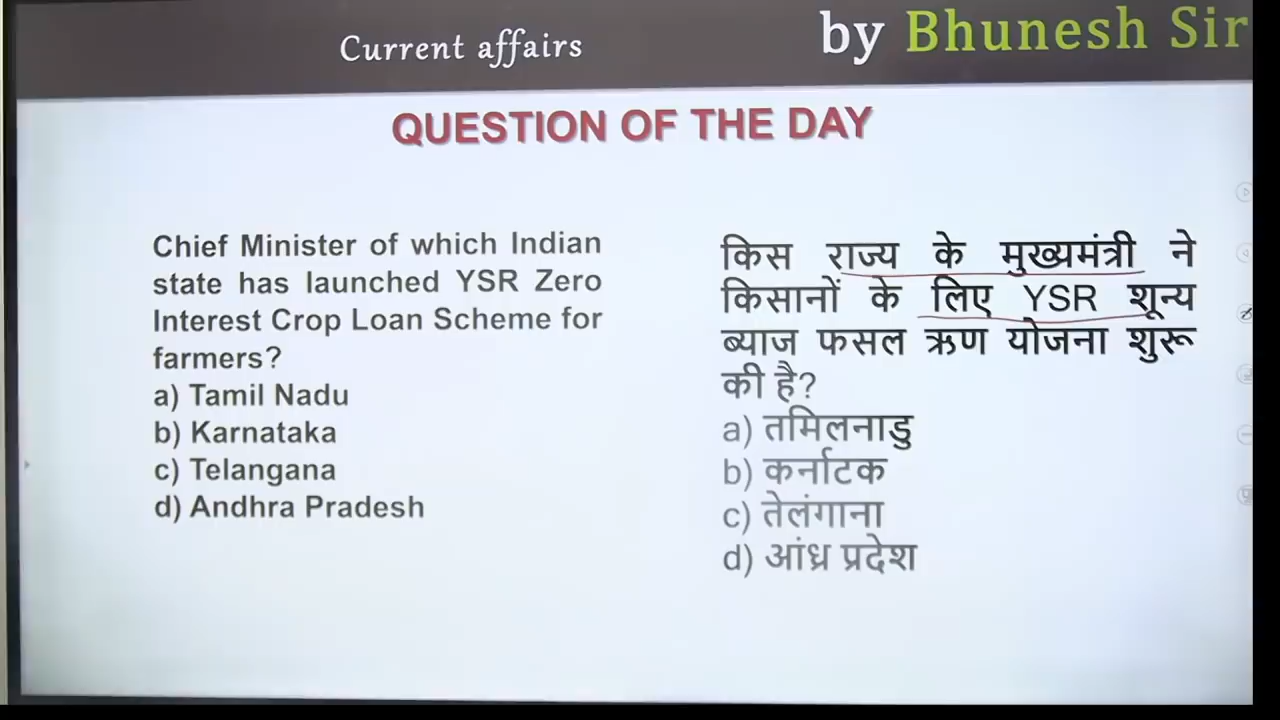 Current affairs
by Bhunesh Sir
QUESTION OF THE DAY
Chief Minister of which Indian
state has launched YSR Zero
Interest Crop Loan Scheme for
farmers?
a) Tamil Nadu
b) Karnataka
c) Telangana
d) Andhra Pradesh
किस राज्य के मुख्यमंत्री ने
किसानों के लिए YSR शून्य
ब्याज फसल ऋण योजना शुरू
की है?
a) तमिलनाडु
b) कर्नाटक
c) तेलंगाना
d) आंध्र प्रदेश